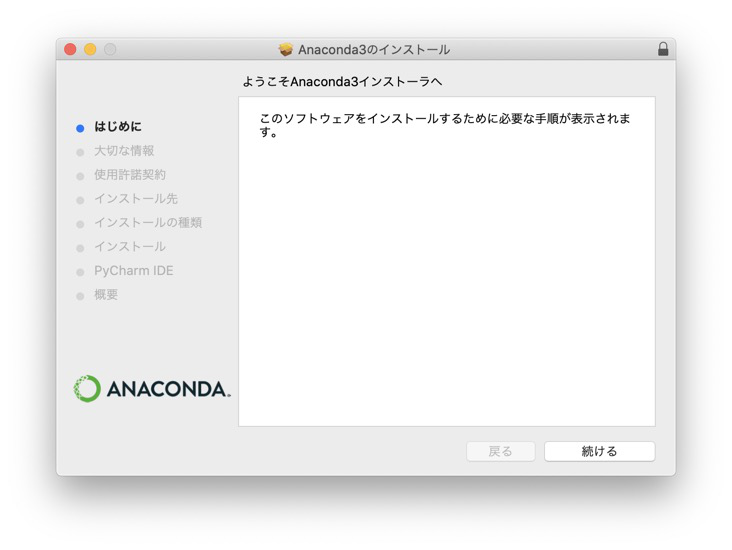 Anaconda3のインストール
ようこそAnaconda3インストーラへ
はじめに
大切な情報
使用許諾契約
インストール先
インストールの種類
インストール
PyCharm IDE
概要
このソフトウェアをインストールするために必要な手順が表示されま
す。
ANACONDA
戻る
続ける